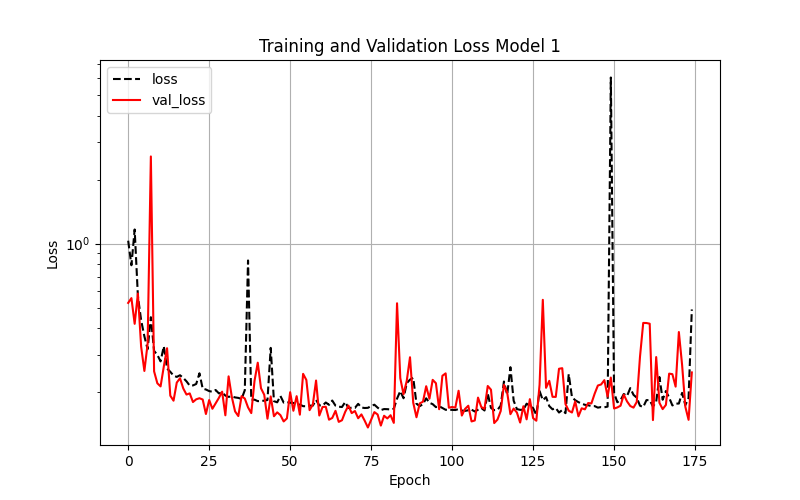 Training and Validation Loss Model 1
loss
val_loss
10⁰
Loss
0 25 50 75 100 125 150 175
Epoch